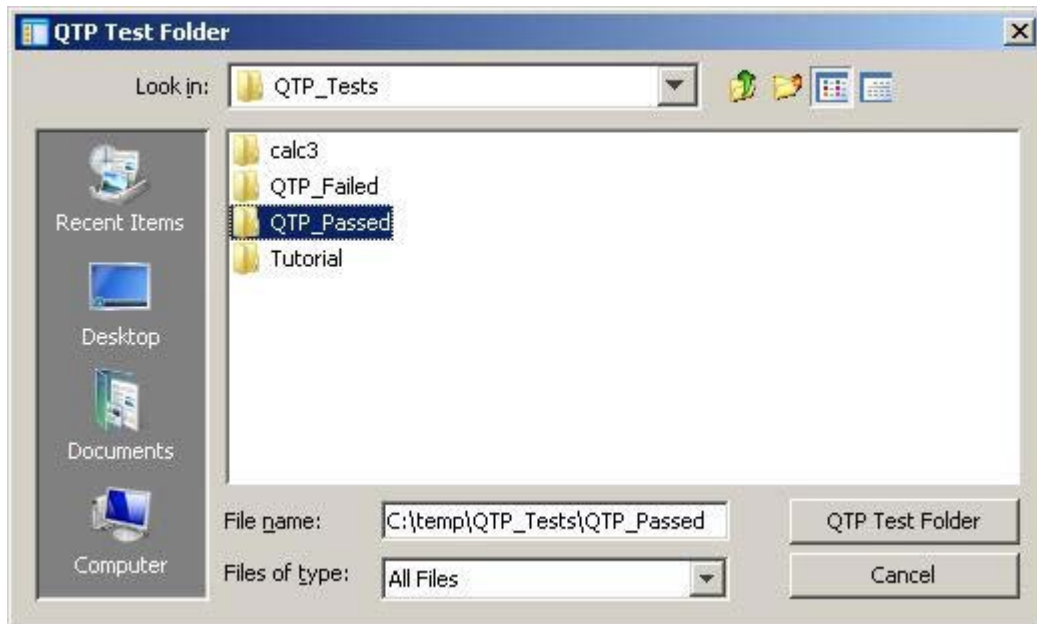 QTP Test Folder
Look in:
QTP_Tests
Recent Items
Desktop
Documents
Computer
calc3
QTP_Failed
QTP_Passed
Tutorial
File name:
C:\temp\QTP_Tests\QTP_Passed
QTP Test Folder
Files of type:
All Files
Cancel